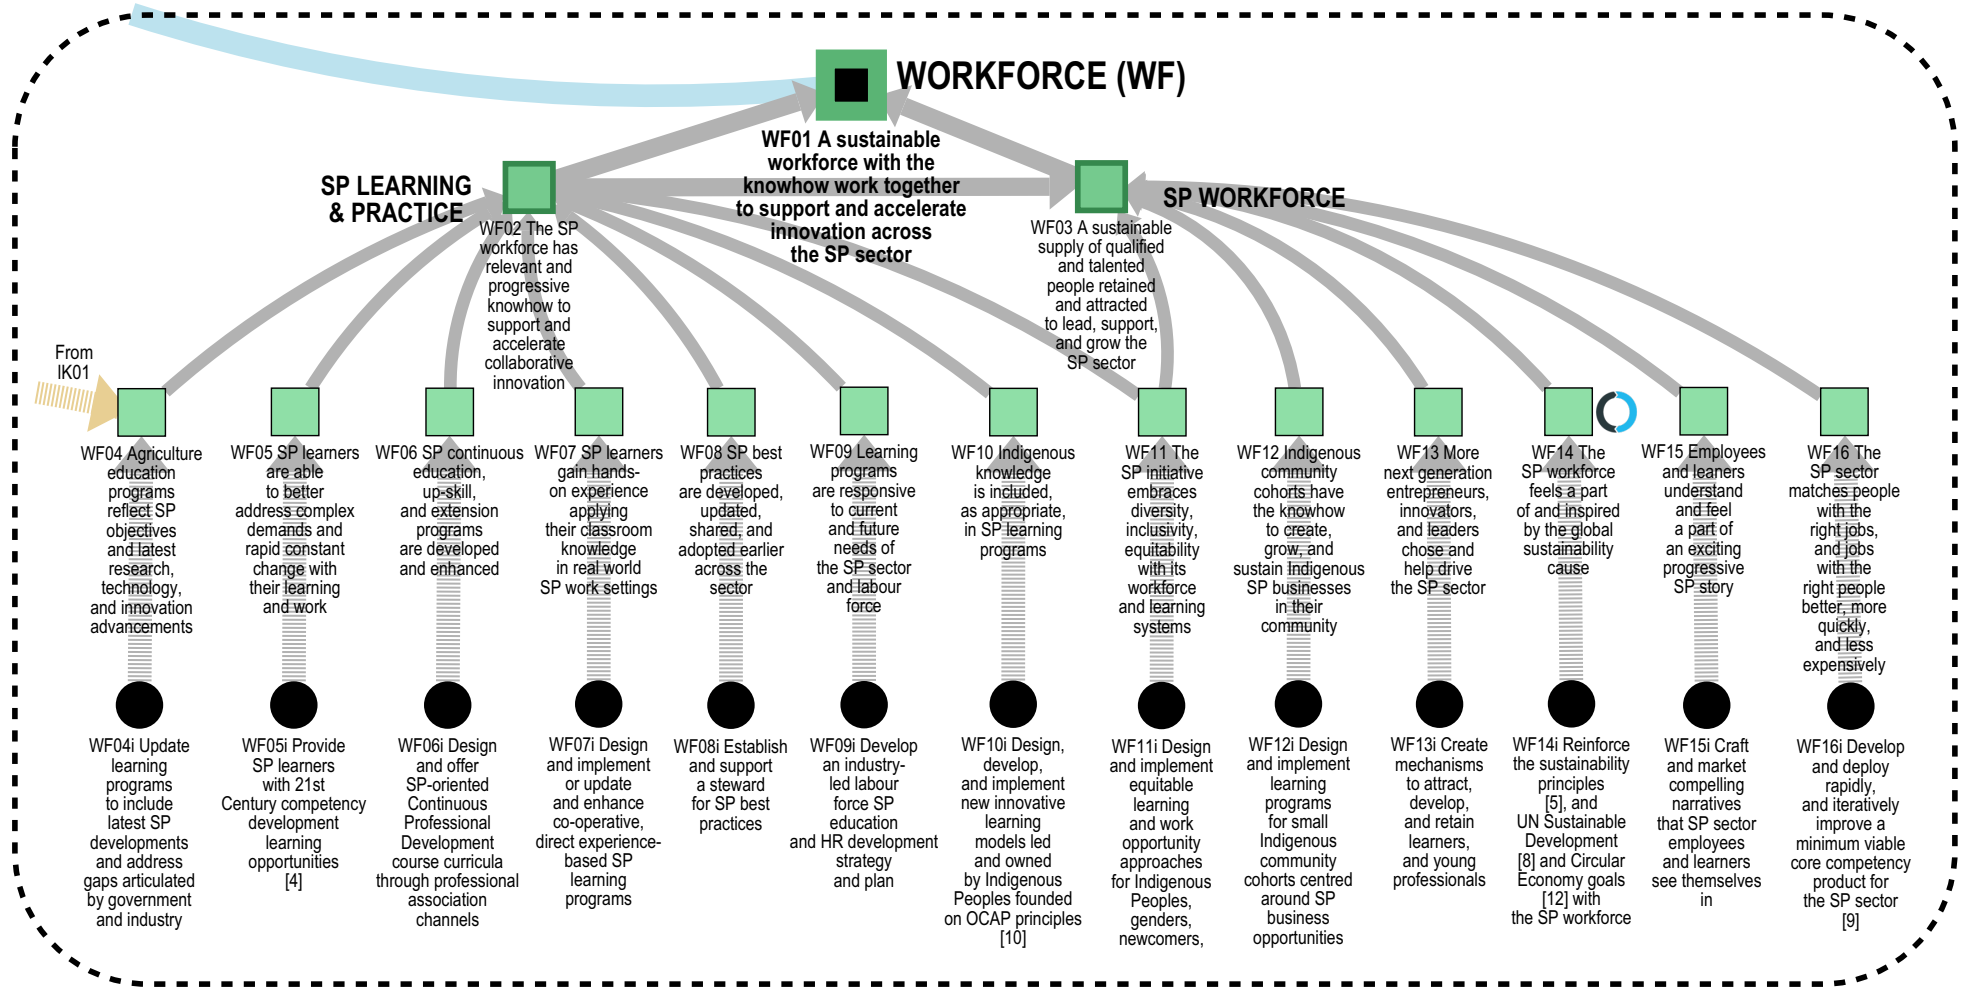 WORKFORCE (WF)
WF01 A sustainable
workforce with the
knowhow work together
to support and accelerate
innovation across
the SP sector
SP LEARNING
& PRACTICE
WF02 The SP
workforce has
relevant and
progressive
knowhow to
support and
accelerate
collaborative
innovation
SP WORKFORCE
WF03 A sustainable
supply of qualified
and talented
people retained
and attracted
to lead, support,
and grow the
SP sector
From
IK01
WF04 Agriculture
education
programs
reflect SP
objectives
and latest
research,
technology,
and innovation
advancements
WF05 SP learners
are able
to better
address complex
demands and
rapid constant
change with
their learning
and work
WF06 SP continuous
education,
up-skill,
and extension
programs
are developed
and enhanced
WF07 SP learners
gain hands-
on experience
applying
their classroom
knowledge
in real world
SP work settings
WF08 SP best
practices
are developed,
updated,
shared, and
adopted earlier
across the
sector
WF09 Learning
programs
are responsive
to current
and future
needs of
the SP sector
and labour
force
WF10 Indigenous
knowledge
is included,
as appropriate,
in SP learning
programs
WF11 The
SP initiative
embraces
diversity,
inclusivity,
equitability
with its
workforce
and learning
systems
WF12 Indigenous
community
cohorts have
the knowhow
to create,
grow, and
sustain Indigenous
SP businesses
in their
community
WF13 More
next generation
entrepreneurs,
innovators,
and leaders
chose and
help drive
the SP sector
WF14 The
SP workforce
feels a part
of and inspired
by the global
sustainability
cause
WF15 Employees
and leaners
understand
and feel
a part of
an exciting
progressive
SP story
WF16 The
SP sector
matches people
with the
right jobs,
and jobs
with the
right people
better, more
quickly,
and less
expensively
WF04i Update
learning
programs
to include
latest SP
developments
and address
gaps articulated
by government
and industry
WF05i Provide
SP learners
with 21st
Century competency
development
learning
opportunities
[4]
WF06i Design
and offer
SP-oriented
Continuous
Professional
Development
course curricula
through professional
association
channels
WF07i Design
and implement
or update
and enhance
co-operative,
direct experience-
based SP
learning
programs
WF08i Establish
and support
a steward
for SP best
practices
WF09i Develop
an industry-
led labour
force SP
education
and HR development
strategy
and plan
WF10i Design,
develop,
and implement
new innovative
learning
models led
and owned
by Indigenous
Peoples founded
on OCAP principles
[10]
WF11i Design
and implement
equitable
learning
and work
opportunity
approaches
for Indigenous
Peoples,
genders,
newcomers,
WF12i Design
and implement
learning
programs
for small
Indigenous
community
cohorts centred
around SP
business
opportunities
WF13i Create
mechanisms
to attract,
develop,
and retain
learners,
and young
professionals
WF14i Reinforce
the sustainability
principles
[5], and
UN Sustainable
Development
[8] and Circular
Economy goals
[12] with
the SP workforce
WF15i Craft
and market
compelling
narratives
that SP sector
employees
and learners
see themselves
in
WF16i Develop
and deploy
rapidly,
and iteratively
improve a
minimum viable
core competency
product for
the SP sector
[9]